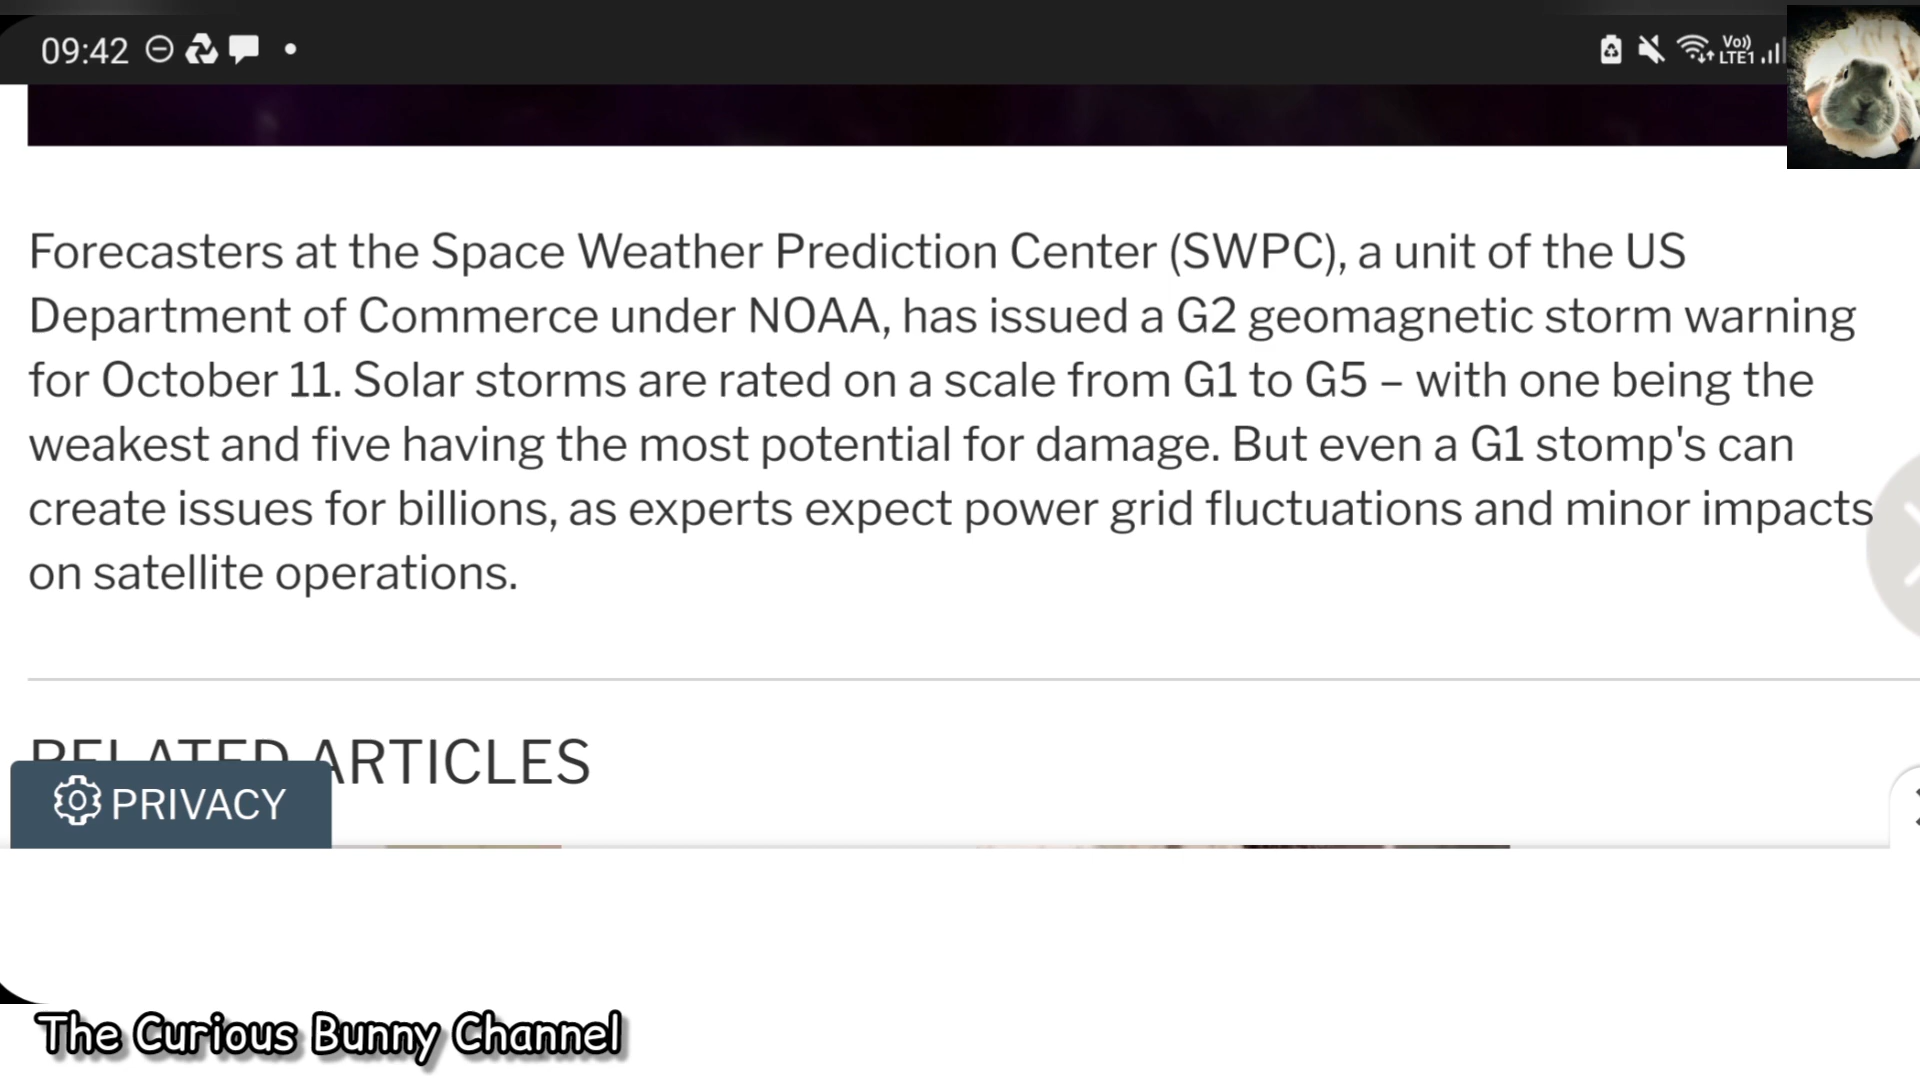 09:42
Vo)) LTE1
Forecasters at the Space Weather Prediction Center (SWPC), a unit of the US
Department of Commerce under NOAA, has issued a G2 geomagnetic storm warning
for October 11. Solar storms are rated on a scale from G1 to G5 – with one being the
weakest and five having the most potential for damage. But even a G1 stomp's can
create issues for billions, as experts expect power grid fluctuations and minor impacts
on satellite operations.
RELATED ARTICLES
PRIVACY
The Curious Bunny Channel